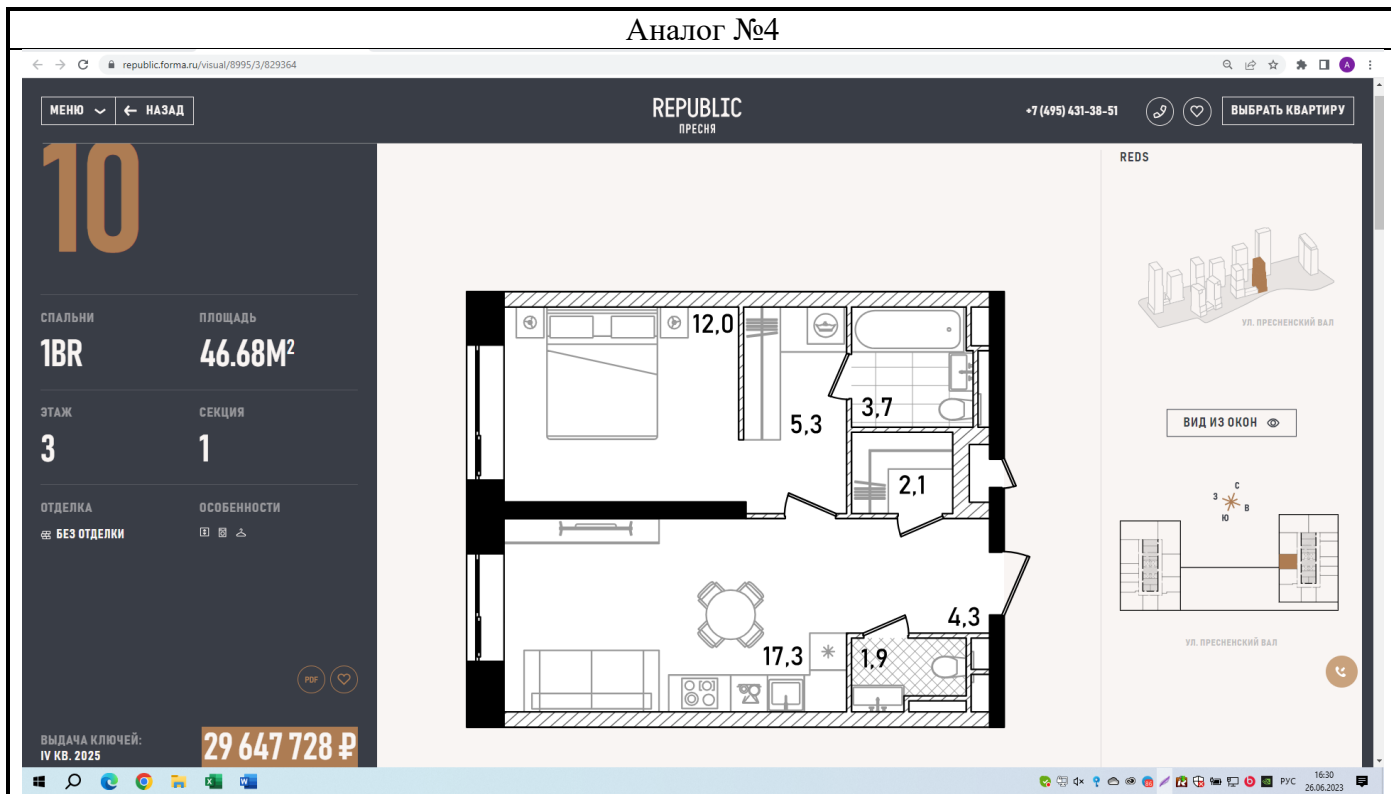 Аналог №4
republic.forma.ru/visual/8995/3/829364
A
МЕНЮ
← НАЗАД
REPUBLIC
ПРЕСНЯ
+7 (495) 431-38-51
ВЫБРАТЬ КВАРТИРУ
10
СПАЛЬНИ
ПЛОЩАДЬ
1BR
46.68М²
ЭТАЖ
СЕКЦИЯ
3
1
ОТДЕЛКА
ОСОБЕННОСТИ
БЕЗ ОТДЕЛКИ
PDF
ВЫДАЧА КЛЮЧЕЙ:
IV КВ. 2025
29 647 728 ₽
12,0
5,3
3,7
2,1
4,3
17,3
1,9
REDS
УЛ. ПРЕСНЕНСКИЙ ВАЛ
ВИД ИЗ ОКОН
С
З
В
Ю
УЛ. ПРЕСНЕНСКИЙ ВАЛ
РУС
16:30
26.06.2023